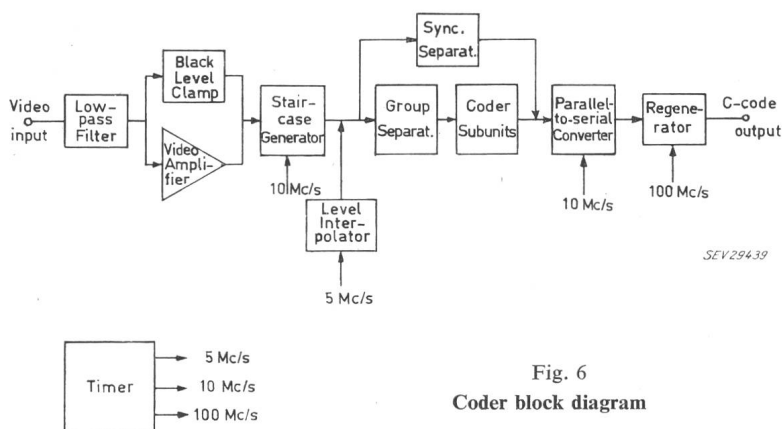 Video
input
Low-
pass
Filter
Black
Level
Clamp
Video
Ampli-
fier
Stair-
case
Generator
10 Mc/s
Level
Inter-
polator
5 Mc/s
Sync.
Separat.
Group
Separat.
Coder
Subunits
Parallel-
to-serial
Converter
10 Mc/s
Regene-
rator
100 Mc/s
C-code
output
SEV29439
Timer
5 Mc/s
10 Mc/s
100 Mc/s
Fig. 6
Coder block diagram